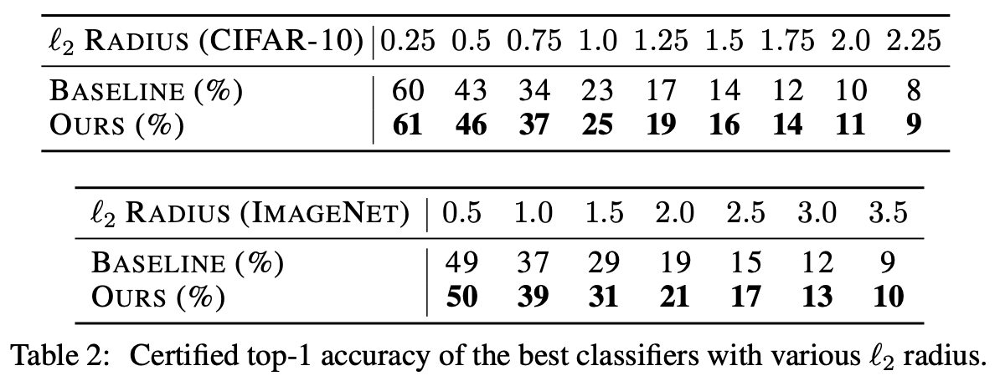 ℓ2 RADIUS (CIFAR-10) 0.25 0.5 0.75 1.0 1.25 1.5 1.75 2.0 2.25
BASELINE (%) 60 43 34 23 17 14 12 10 8
OURS (%) 61 46 37 25 19 16 14 11 9
ℓ2 RADIUS (IMAGENET) 0.5 1.0 1.5 2.0 2.5 3.0 3.5
BASELINE (%) 49 37 29 19 15 12 9
OURS (%) 50 39 31 21 17 13 10
Table 2: Certified top-1 accuracy of the best classifiers with various ℓ2 radius.